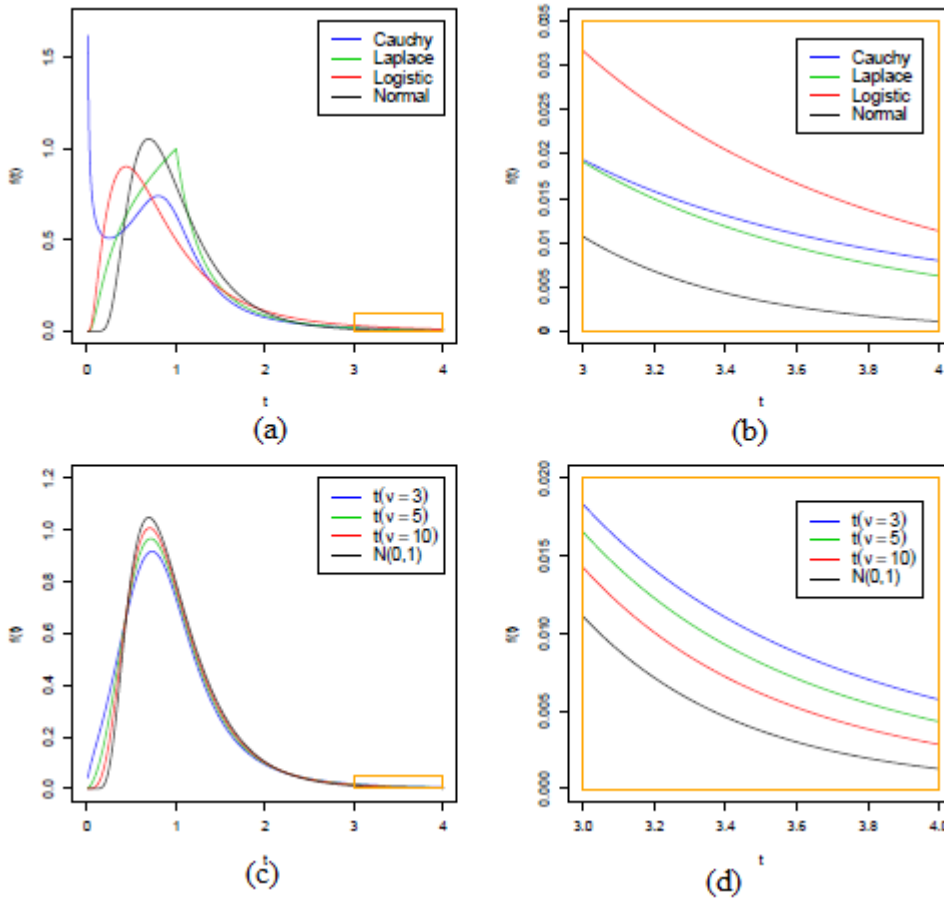 1.5
1.0
0.5
0.0
f(t)
Cauchy
Laplace
Logistic
Normal
0 1 2 3 4
t
(a)
0.035
0.03
0.025
0.02
0.015
0.01
0.005
0
f(t)
Cauchy
Laplace
Logistic
Normal
3 3.2 3.4 3.6 3.8 4
t
(b)
1.2
1.0
0.8
0.6
0.4
0.2
0.0
f(t)
t(ν = 3)
t(ν = 5)
t(ν = 10)
N(0,1)
0 1 2 3 4
t
(c)
0.020
0.015
0.010
0.005
0.000
f(t)
t(ν = 3)
t(ν = 5)
t(ν = 10)
N(0,1)
3.0 3.2 3.4 3.6 3.8 4.0
t
(d)